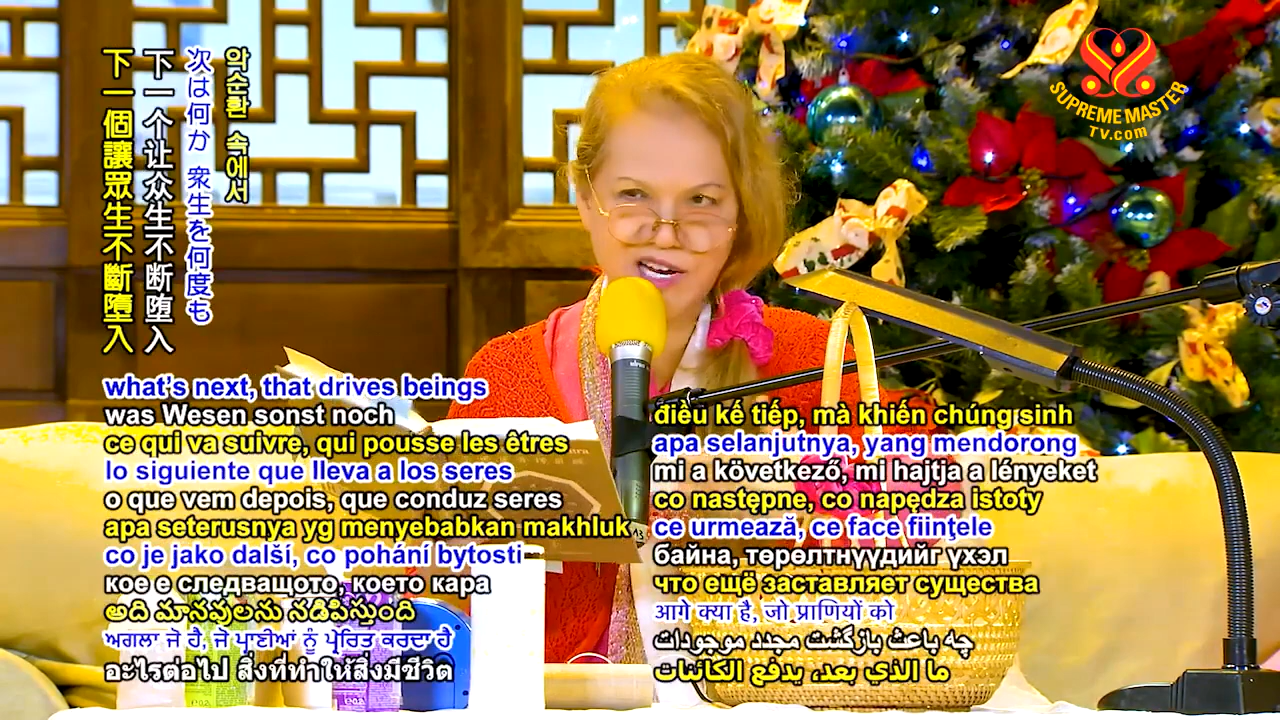 SUPREME MASTER
TV.com
악순환 속에서
次は何か 衆生を何度も
下一个让众生不断堕入
下一個讓眾生不斷墮入
what's next, that drives beings
was Wesen sonst noch
ce qui va suivre, qui pousse les êtres
lo siguiente que lleva a los seres
o que vem depois, que conduz seres
apa seterusnya yg menyebabkan makhluk
co je jako další, co pohání bytosti
кое е следващото, което кара
అది మానవులను నడిపిస్తుంది
ਅਗਲਾ ਜੋ ਹੈ, ਜੋ ਪ੍ਰਾਣੀਆਂ ਨੂੰ ਪ੍ਰੇਰਿਤ ਕਰਦਾ ਹੈ
อะไรต่อไป สิ่งที่ทำให้สิ่งมีชีวิต
điều kế tiếp, mà khiến chúng sinh
apa selanjutnya, yang mendorong
mi a következő, mi hajtja a lényeket
co następne, co napędza istoty
ce urmează, ce face fiinţele
байна, төрөлтнүүдийг үхэл
что ещё заставляет существа
आगे क्या है, जो प्राणियों को
چه باعث بازگشت مجدد موجودات
ما الذي بعد، يدفع الكائنات